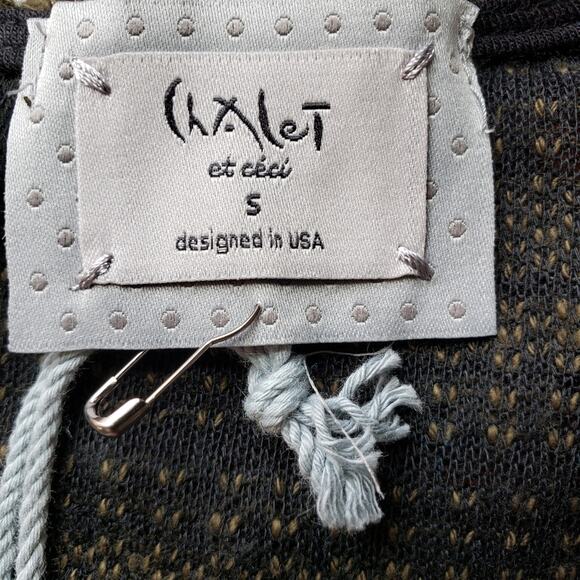 ChAleT
et céci
S
designed in USA